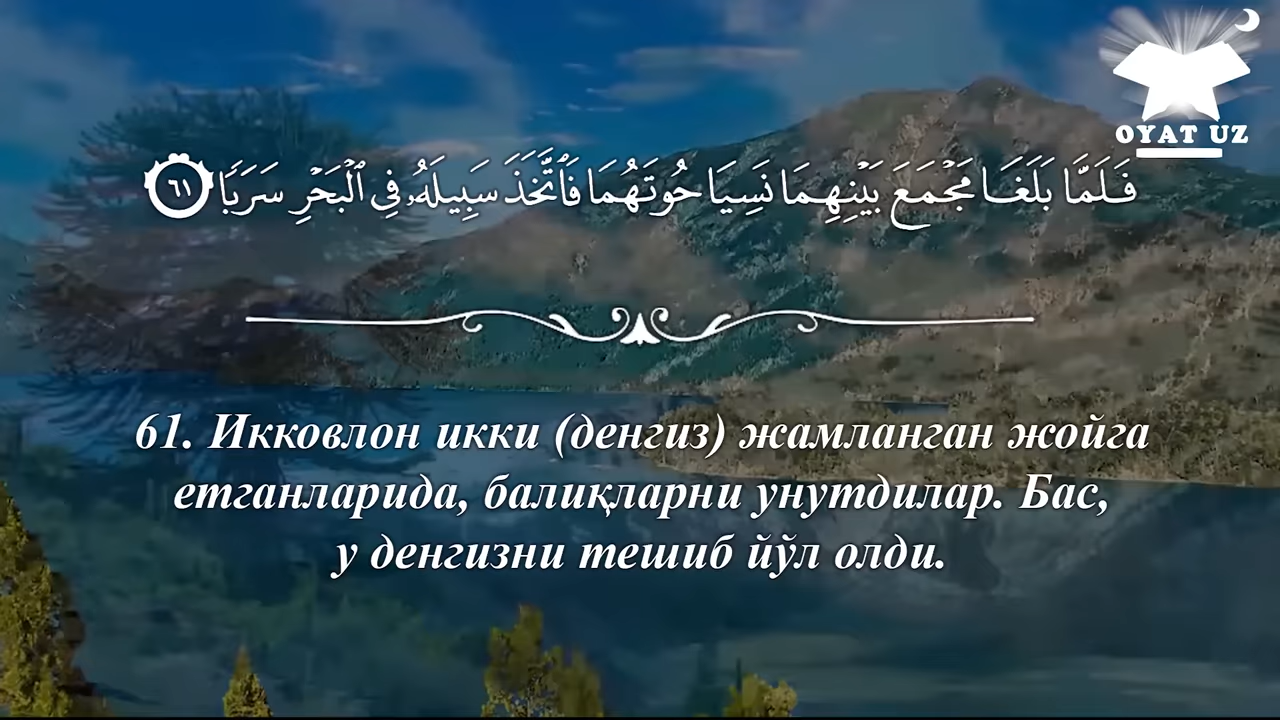 OYAT UZ
فَلَمَّا بَلَغَا مَجْمَعَ بَيْنِهِمَا نَسِيَا حُوتَهُمَا فَٱتَّخَذَ سَبِيلَهُۥ فِى ٱلْبَحْرِ سَرَبًا ٦١
61. Икковлон икки (денгиз) жамланган жойга
етганларида, балиқларни унутдилар. Бас,
у денгизни тешиб йўл олди.